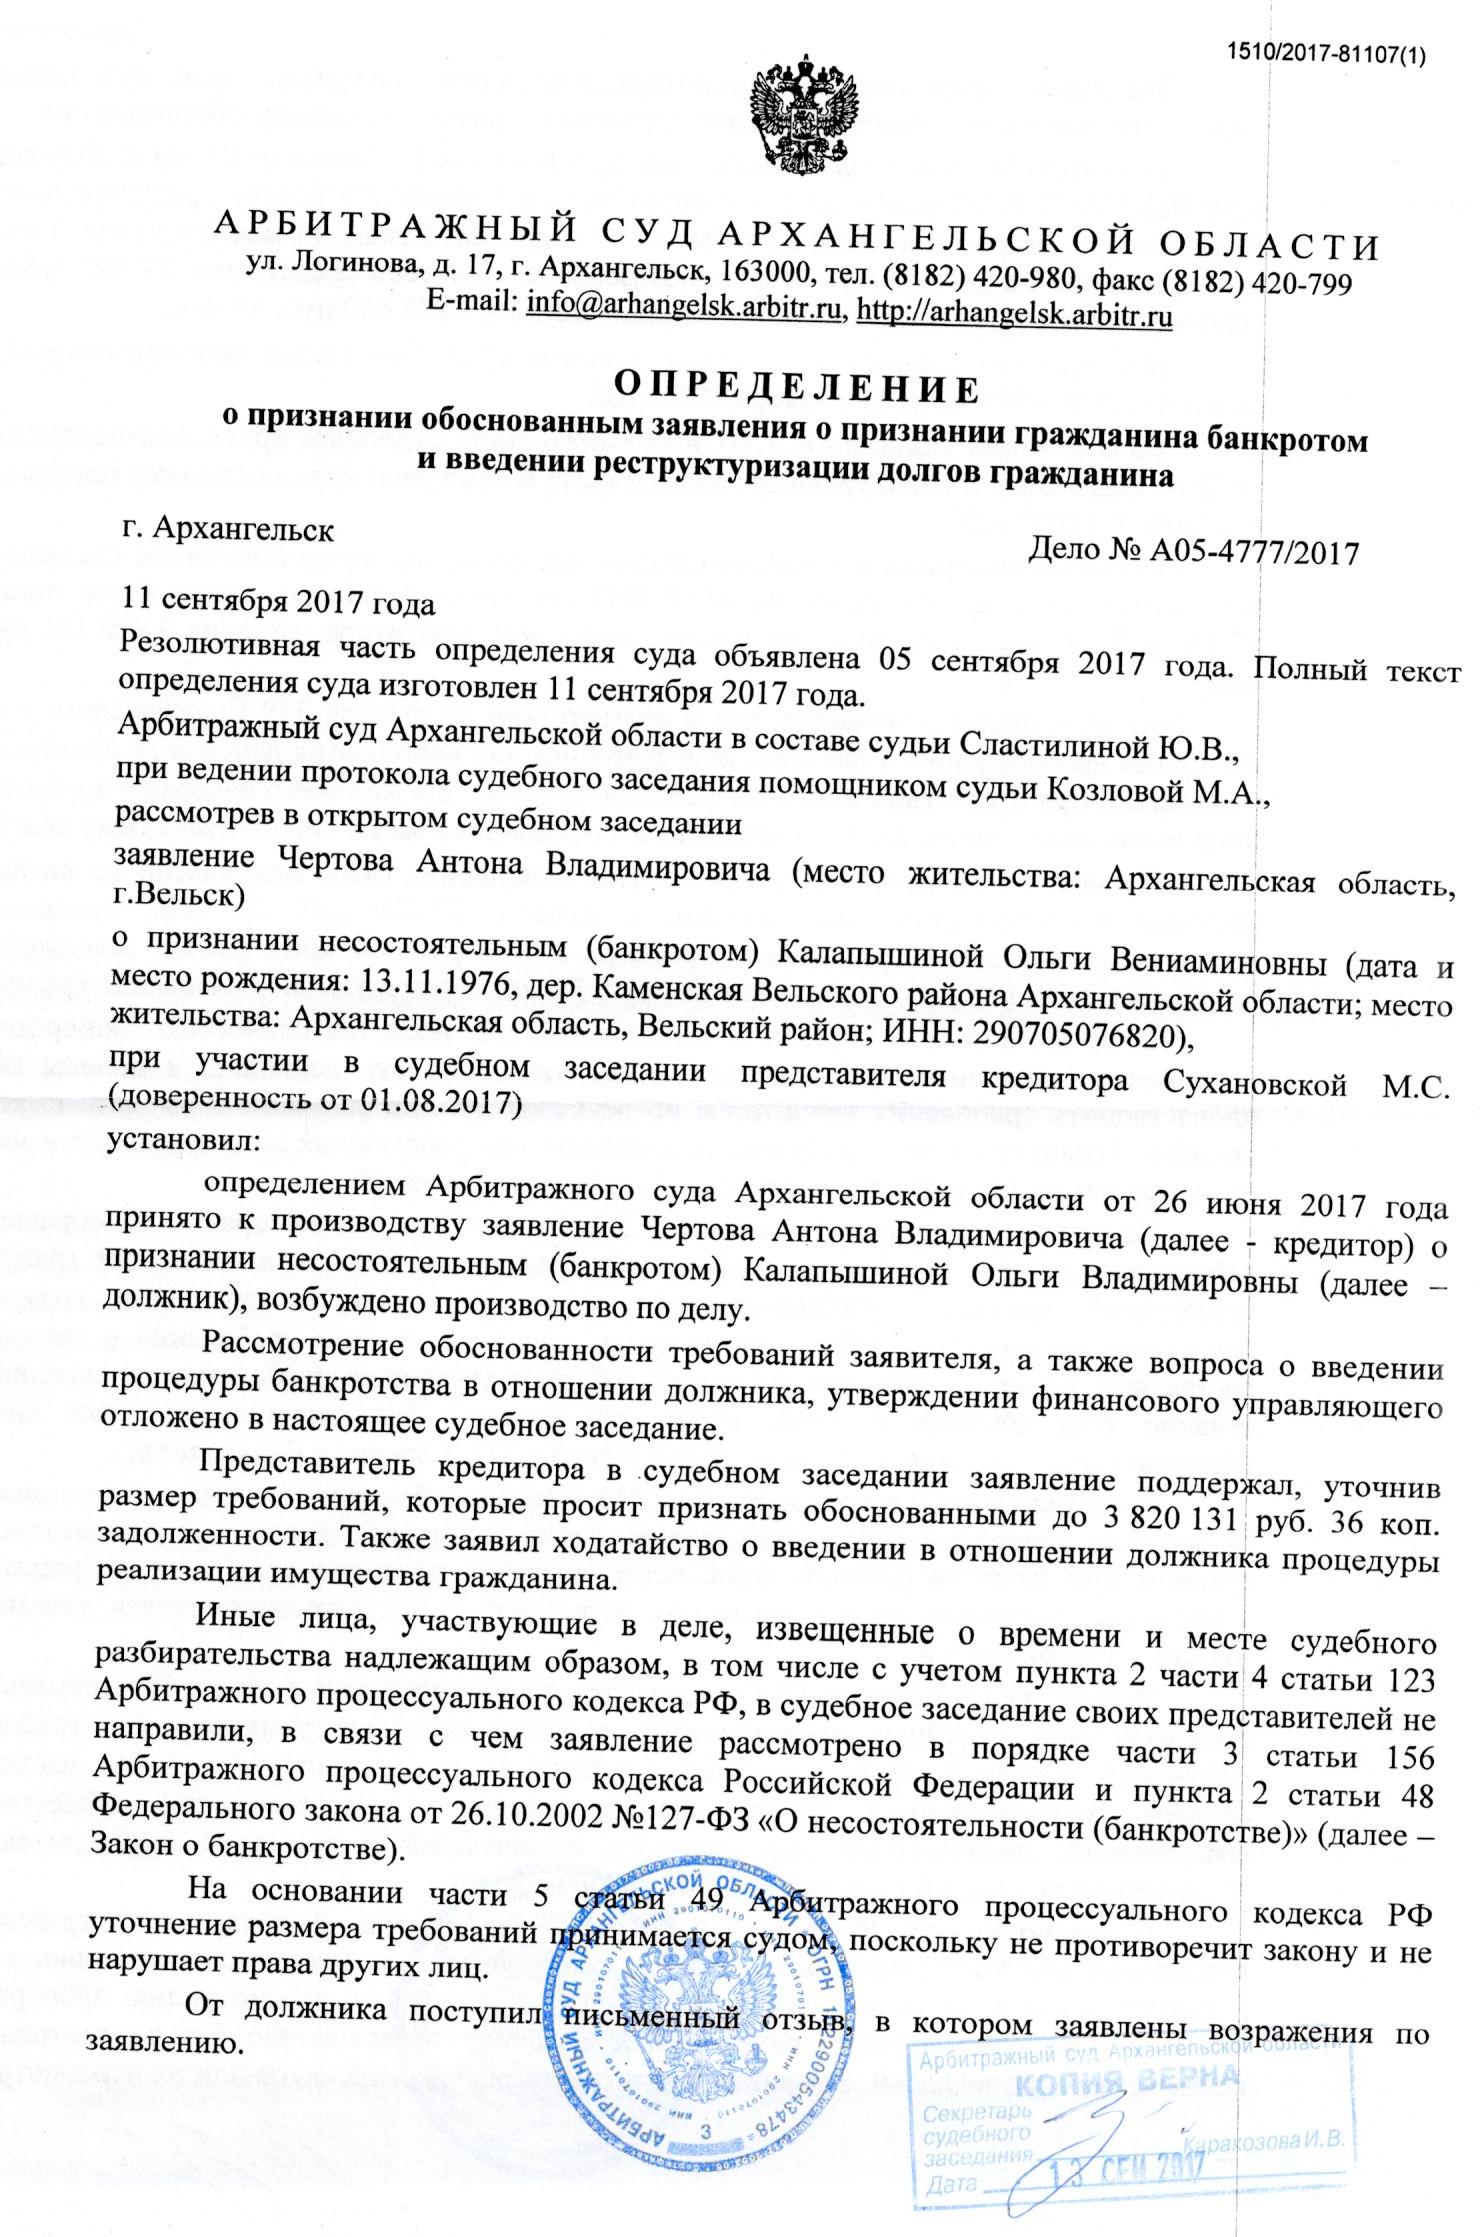 1510/2017-81107(1)
АРБИТРАЖНЫЙ СУД АРХАНГЕЛЬСКОЙ ОБЛАСТИ
ул. Логинова, д. 17, г. Архангельск, 163000, тел. (8182) 420-980, факс (8182) 420-799
E-mail: info@arhangelsk.arbitr.ru, http://arhangelsk.arbitr.ru
ОПРЕДЕЛЕНИЕ
о признании обоснованным заявления о признании гражданина банкротом
и введении реструктуризации долгов гражданина
г. Архангельск
Дело № А05-4777/2017
11 сентября 2017 года
Резолютивная часть определения суда объявлена 05 сентября 2017 года. Полный текст
определения суда изготовлен 11 сентября 2017 года.
Арбитражный суд Архангельской области в составе судьи Сластилиной Ю.В.,
при ведении протокола судебного заседания помощником судьи Козловой М.А.,
рассмотрев в открытом судебном заседании
заявление Чертова Антона Владимировича (место жительства: Архангельская область,
г.Вельск)
о признании несостоятельным (банкротом) Калапышиной Ольги Вениаминовны (дата и
место рождения: 13.11.1976, дер. Каменская Вельского района Архангельской области; место
жительства: Архангельская область, Вельский район; ИНН: 290705076820),
при участии в судебном заседании представителя кредитора Сухановской М.С.
(доверенность от 01.08.2017)
установил:
определением Арбитражного суда Архангельской области от 26 июня 2017 года
принято к производству заявление Чертова Антона Владимировича (далее - кредитор) о
признании несостоятельным (банкротом) Калапышиной Ольги Владимировны (далее –
должник), возбуждено производство по делу.
Рассмотрение обоснованности требований заявителя, а также вопроса о введении
процедуры банкротства в отношении должника, утверждении финансового управляющего
отложено в настоящее судебное заседание.
Представитель кредитора в судебном заседании заявление поддержал, уточнив
размер требований, которые просит признать обоснованными до 3 820 131 руб. 36 коп.
задолженности. Также заявил ходатайство о введении в отношении должника процедуры
реализации имущества гражданина.
Иные лица, участвующие в деле, извещенные о времени и месте судебного
разбирательства надлежащим образом, в том числе с учетом пункта 2 части 4 статьи 123
Арбитражного процессуального кодекса РФ, в судебное заседание своих представителей не
направили, в связи с чем заявление рассмотрено в порядке части 3 статьи 156
Арбитражного процессуального кодекса Российской Федерации и пункта 2 статьи 48
Федерального закона от 26.10.2002 №127-ФЗ «О несостоятельности (банкротстве)» (далее –
Закон о банкротстве).
На основании части 5 статьи 49 Арбитражного процессуального кодекса РФ
уточнение размера требований принимается судом, поскольку не противоречит закону и не
нарушает права других лиц.
От должника поступил письменный отзыв, в котором заявлены возражения по
заявлению.
АРБИТРАЖНЫЙ СУД АРХАНГЕЛЬСКОЙ ОБЛАСТИ * ОГРН 1022900543478*
ИНН 2901070110 · ИНН 2901070110 · ИНН 2901070110 · ИНН 2901070110
3
Арбитражный суд Архангельской области
КОПИЯ ВЕРНА
Секретарь
судебного
заседания Каракозова И.В.
Дата 13 СЕН 2017